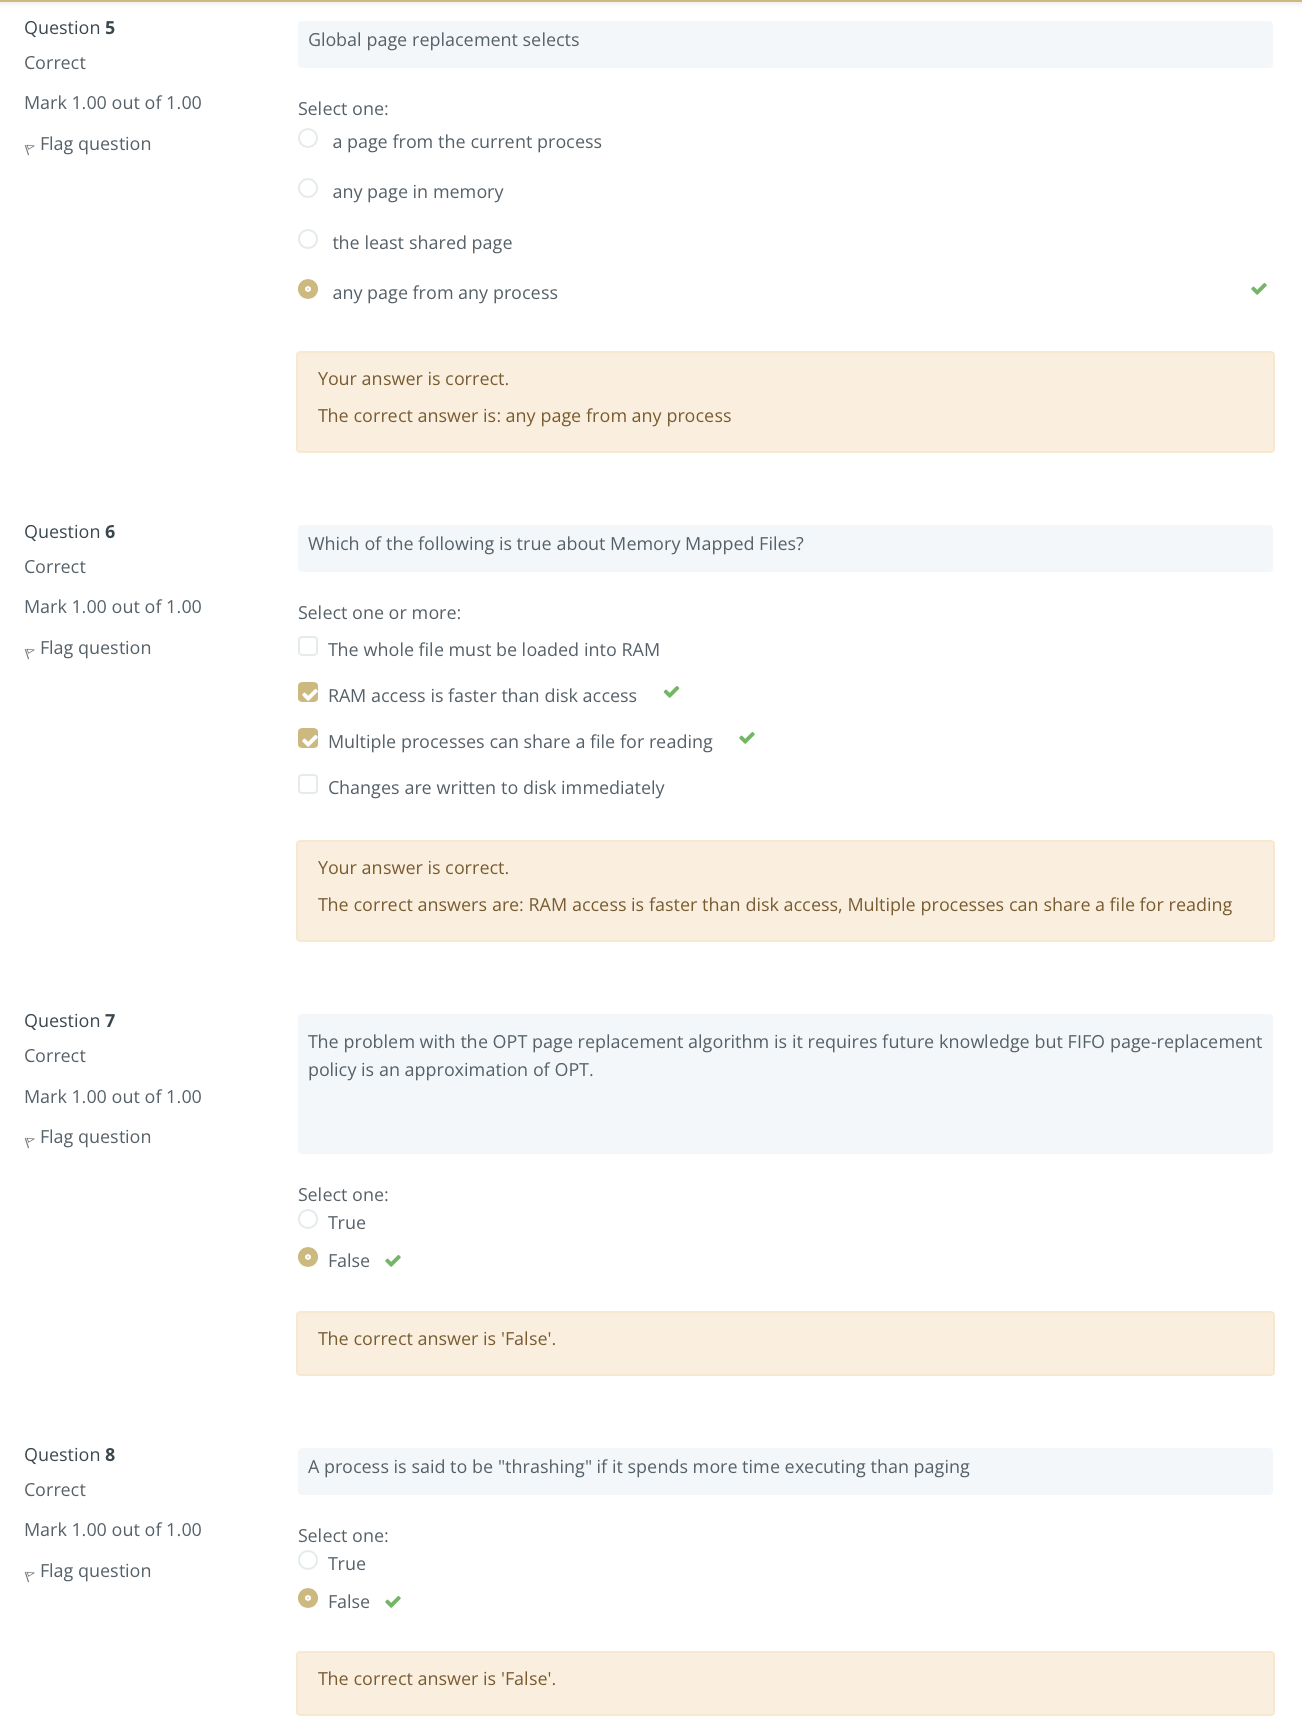 Question 5
Correct
Mark 1.00 out of 1.00
Flag question
Global page replacement selects
Select one:
a page from the current process
any page in memory
the least shared page
any page from any process
Your answer is correct.
The correct answer is: any page from any process
Question 6
Correct
Mark 1.00 out of 1.00
Flag question
Which of the following is true about Memory Mapped Files?
Select one or more:
The whole file must be loaded into RAM
RAM access is faster than disk access
Multiple processes can share a file for reading
Changes are written to disk immediately
Your answer is correct.
The correct answers are: RAM access is faster than disk access, Multiple processes can share a file for reading
Question 7
Correct
Mark 1.00 out of 1.00
Flag question
The problem with the OPT page replacement algorithm is it requires future knowledge but FIFO page-replacement
policy is an approximation of OPT.
Select one:
True
False
The correct answer is 'False'.
Question 8
Correct
Mark 1.00 out of 1.00
Flag question
A process is said to be "thrashing" if it spends more time executing than paging
Select one:
True
False
The correct answer is 'False'.